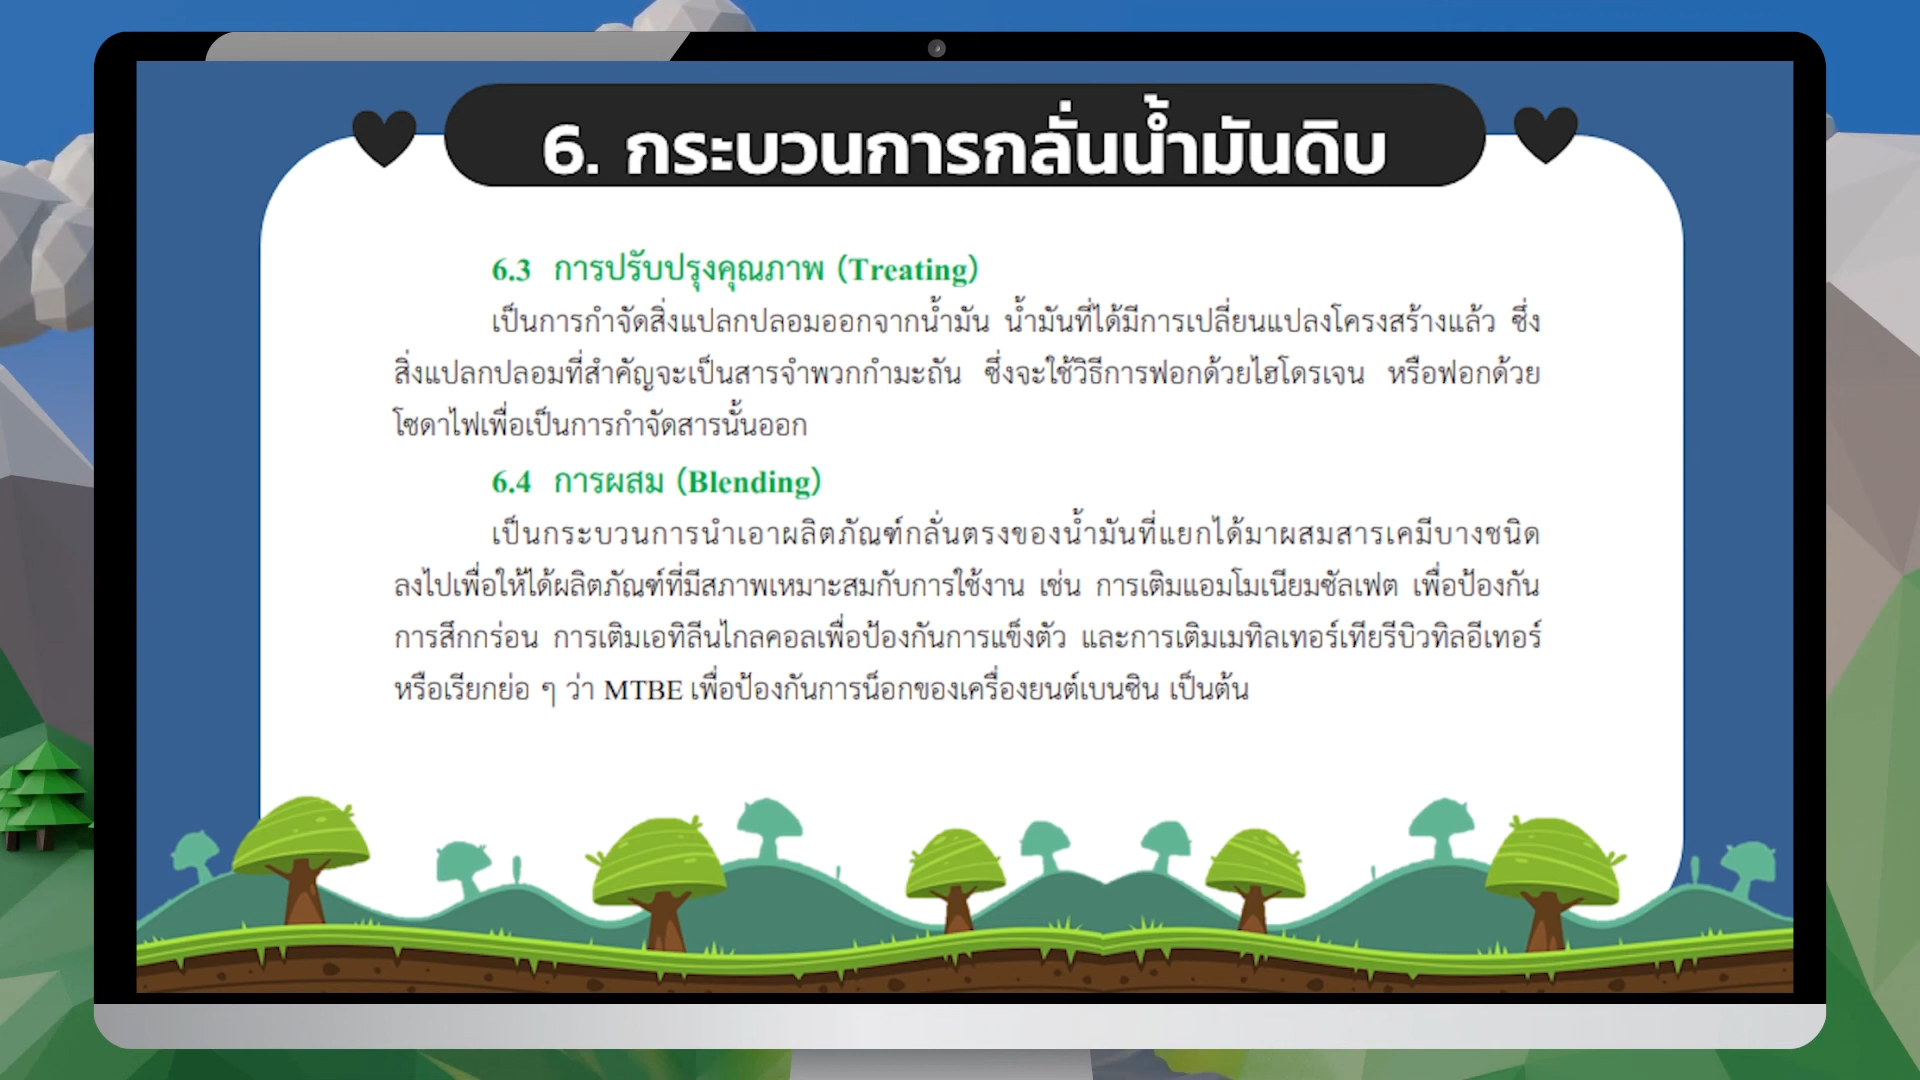 6. กระบวนการกลั่นน้ำมันดิบ
6.3 การปรับปรุงคุณภาพ (Treating)
เป็นการกำจัดสิ่งแปลกปลอมออกจากน้ำมัน น้ำมันที่ได้มีการเปลี่ยนแปลงโครงสร้างแล้ว ซึ่ง
สิ่งแปลกปลอมที่สำคัญจะเป็นสารจำพวกกำมะถัน ซึ่งจะใช้วิธีการฟอกด้วยไฮโดรเจน หรือฟอกด้วย
โซดาไฟเพื่อเป็นการกำจัดสารนั้นออก
6.4 การผสม (Blending)
เป็นกระบวนการนำเอาผลิตภัณฑ์กลั่นตรงของน้ำมันที่แยกได้มาผสมสารเคมีบางชนิด
ลงไปเพื่อให้ได้ผลิตภัณฑ์ที่มีสภาพเหมาะสมกับการใช้งาน เช่น การเติมแอมโมเนียมซัลเฟต เพื่อป้องกัน
การสึกกร่อน การเติมเอทิลีนไกลคอลเพื่อป้องกันการแข็งตัว และการเติมเมทิลเทอร์เทียรีบิวทิลอีเทอร์
หรือเรียกย่อ ๆ ว่า MTBE เพื่อป้องกันการน็อกของเครื่องยนต์เบนซิน เป็นต้น